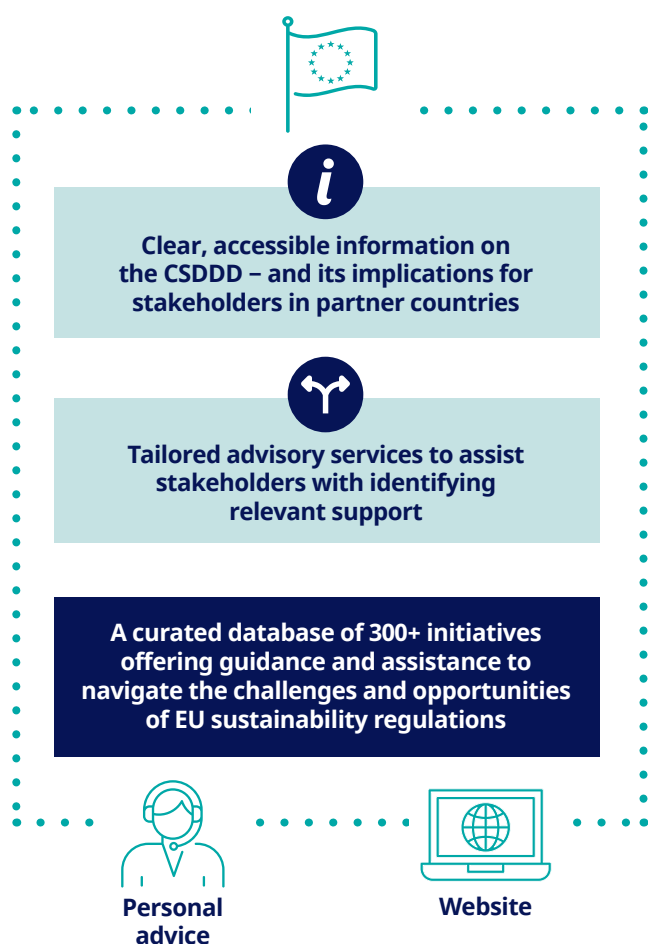 i
Clear, accessible information on
the CSDDD – and its implications for
stakeholders in partner countries
Tailored advisory services to assist
stakeholders with identifying
relevant support
A curated database of 300+ initiatives
offering guidance and assistance to
navigate the challenges and opportunities
of EU sustainability regulations
Personal
advice
Website